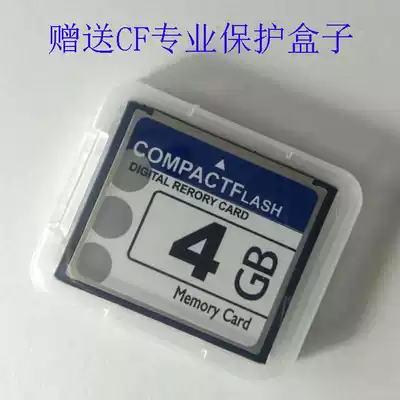 赠送CF专业保护盒子
COMPACTFLASH
DIGITAL RERORY CARD
4
GB
Memory Card